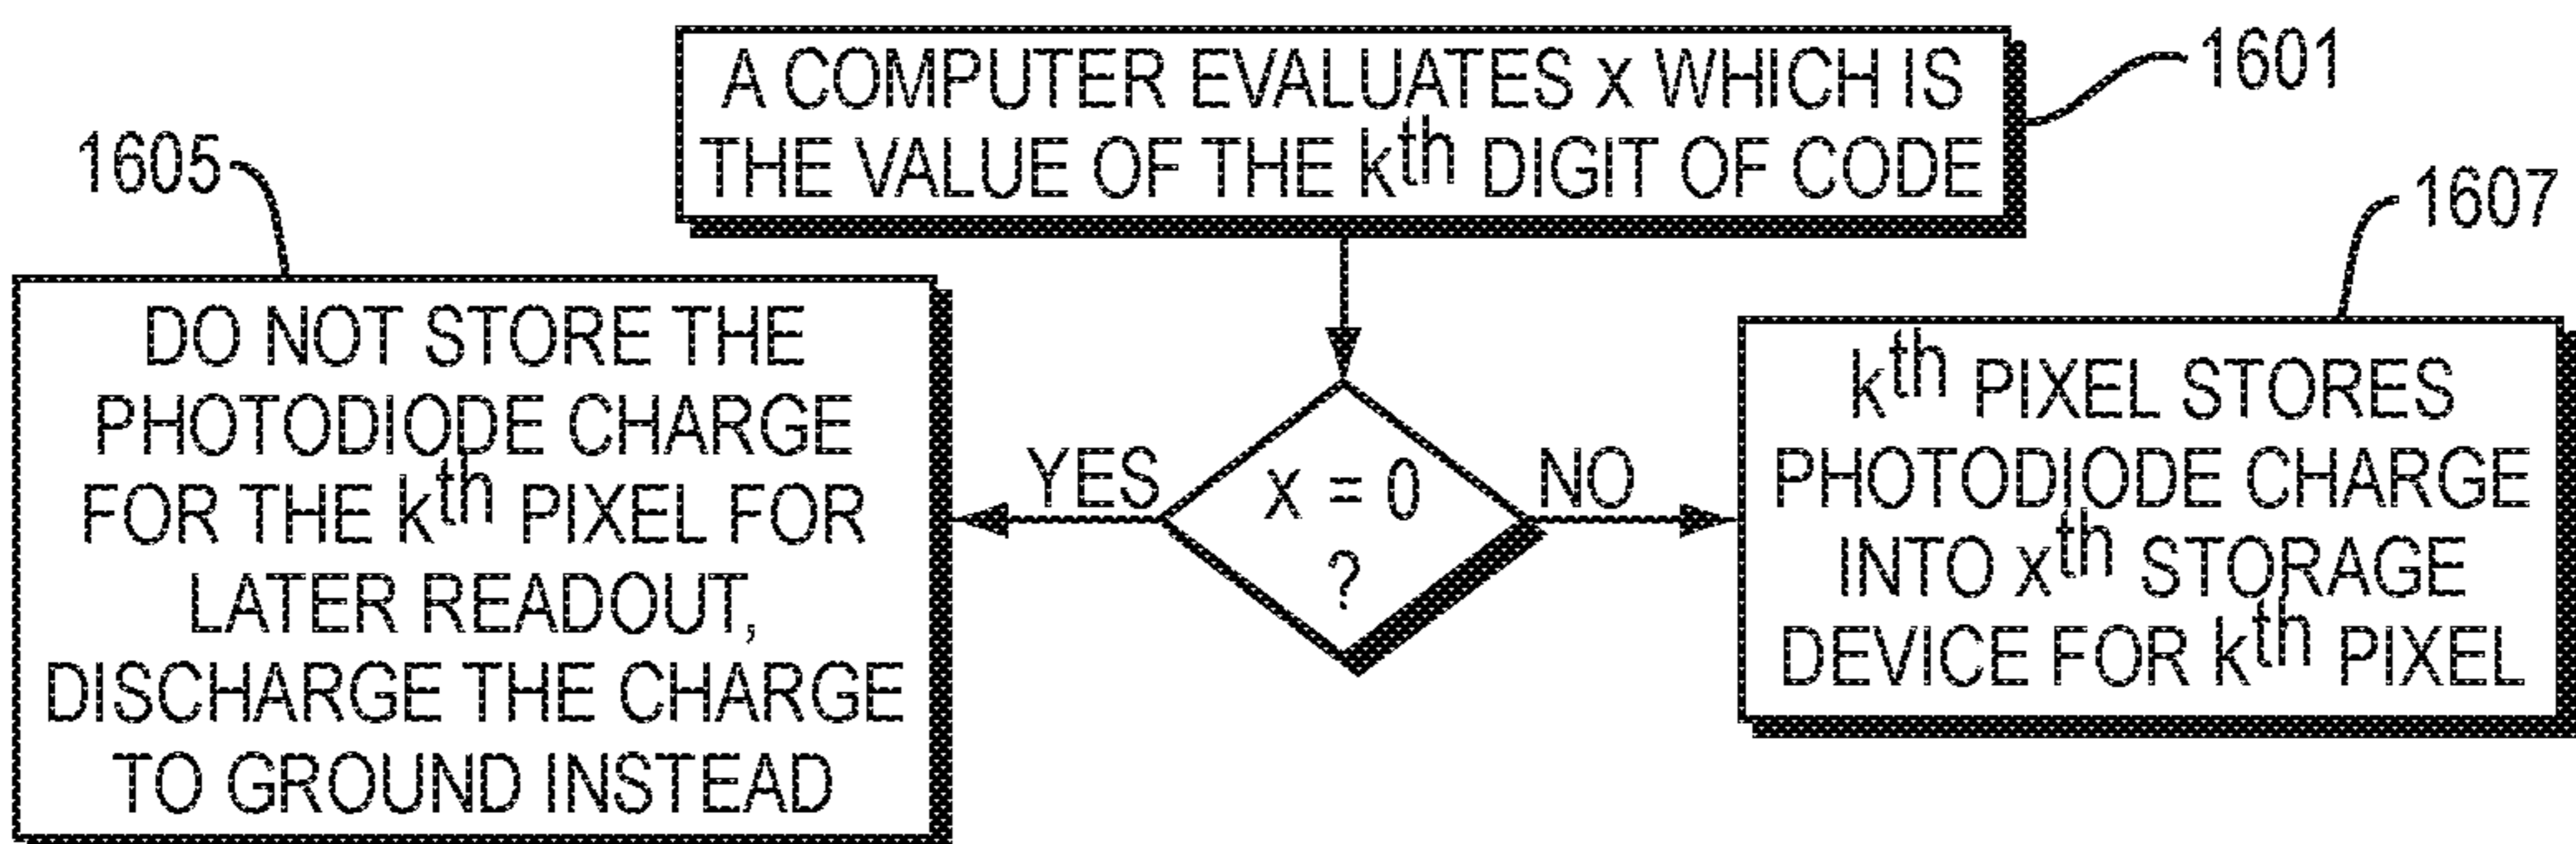 A COMPUTER EVALUATES x WHICH IS
THE VALUE OF THE kth DIGIT OF CODE
1601
1605
DO NOT STORE THE
PHOTODIODE CHARGE
FOR THE kth PIXEL FOR
LATER READOUT,
DISCHARGE THE CHARGE
TO GROUND INSTEAD
YES
x = 0
?
NO
1607
kth PIXEL STORES
PHOTODIODE CHARGE
INTO xth STORAGE
DEVICE FOR kth PIXEL